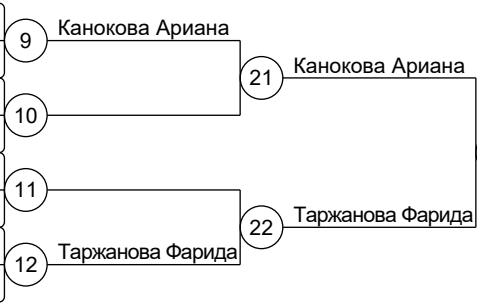 9 Канокова Ариана
21 Канокова Ариана
10
11
22 Таржанова Фарида
12 Таржанова Фарида